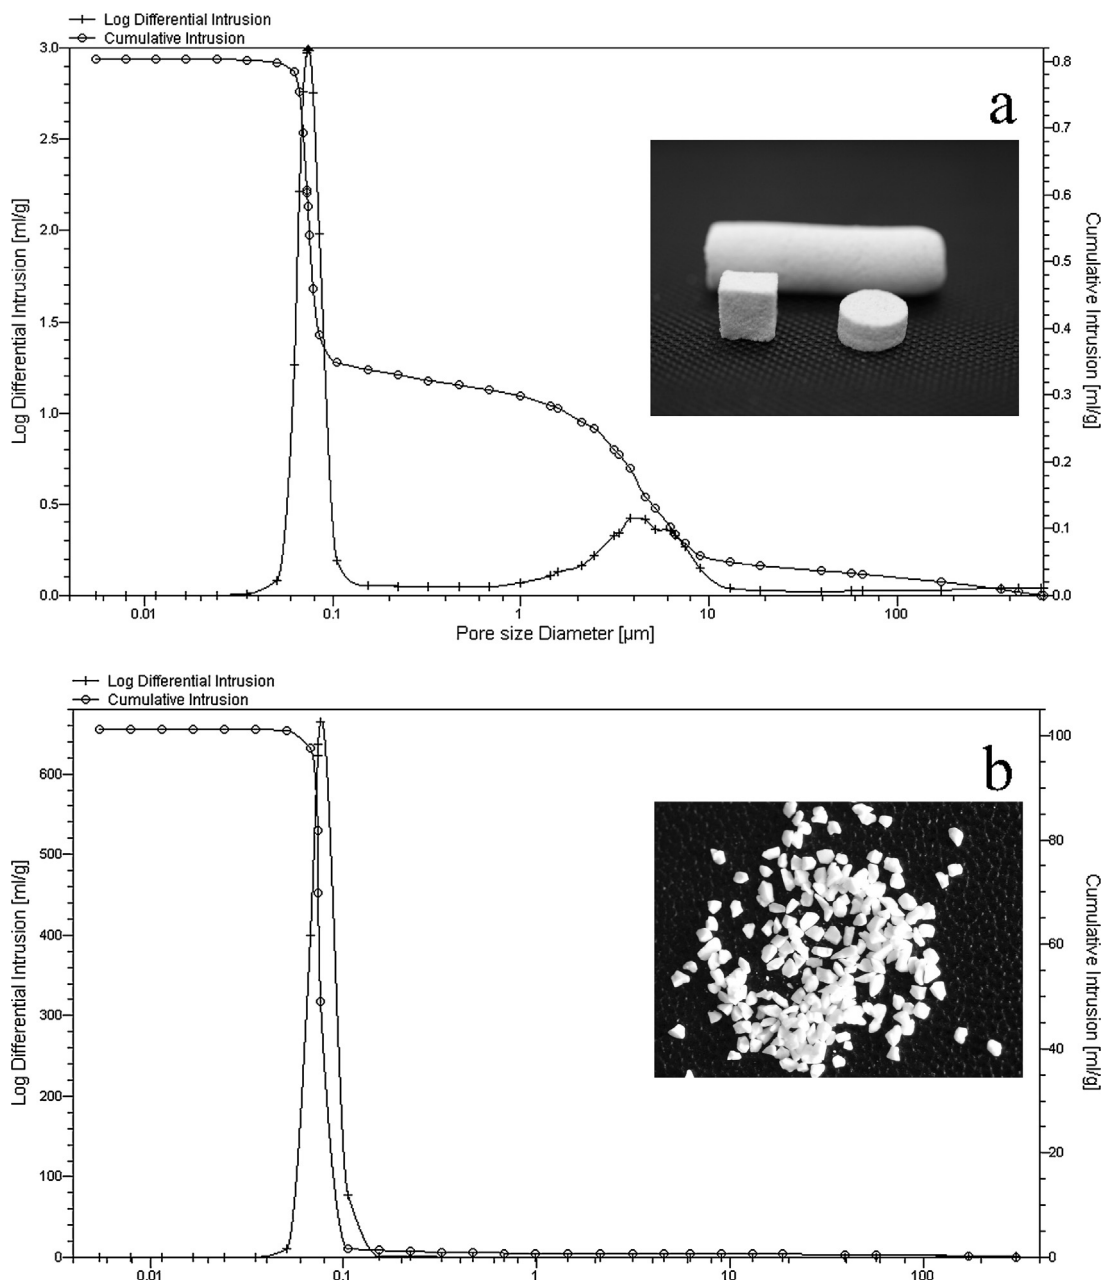 Log Differential Intrusion
Cumulative Intrusion
3.0
2.5
2.0
1.5
1.0
0.5
0.0
Log Differential Intrusion [ml/g]
0.8
0.7
0.6
0.5
0.4
0.3
0.2
0.1
0.0
Cumulative Intrusion [ml/g]
a
0.01 0.1 1 10 100
Pore size Diameter [µm]
Log Differential Intrusion
Cumulative Intrusion
600
500
400
300
200
100
0
Log Differential Intrusion [ml/g]
100
80
60
40
20
0
Cumulative Intrusion [ml/g]
b
0.01 0.1 1 10 100